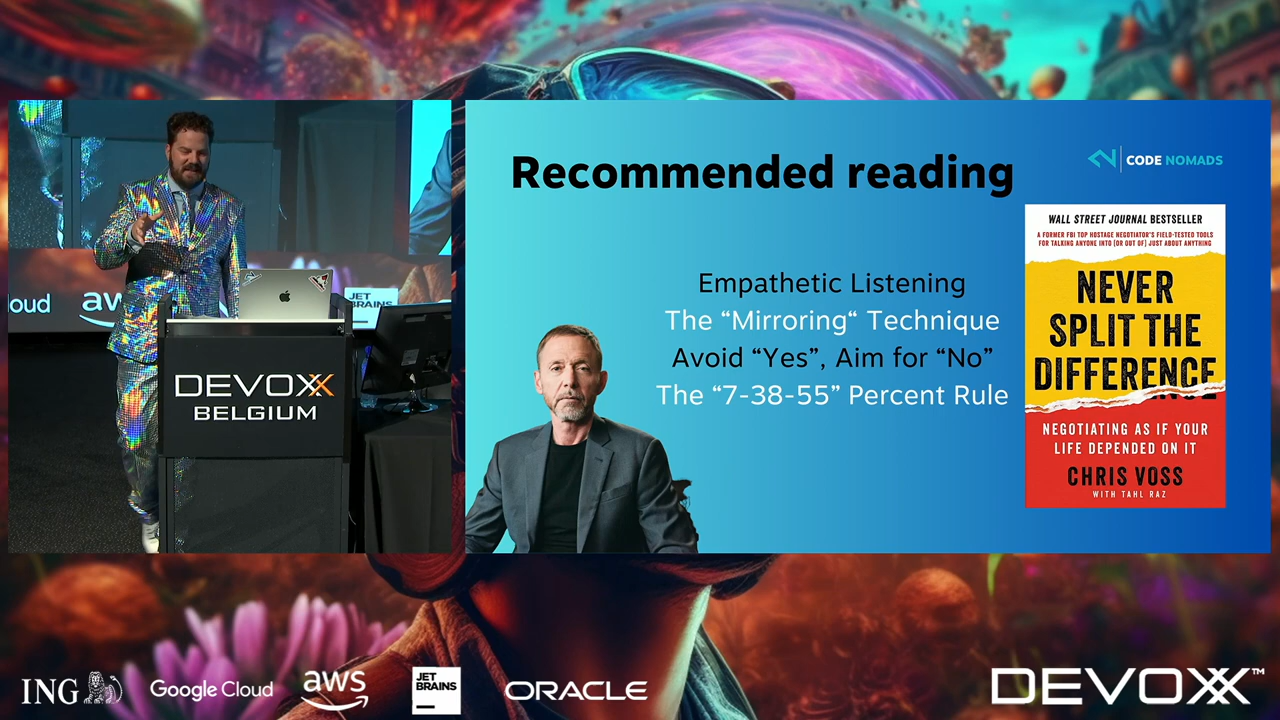 loud
aws
JET
BRAINS
DEVOXX
BELGIUM
Recommended reading
CODE NOMADS
Empathetic Listening
The “Mirroring“ Technique
Avoid “Yes”, Aim for “No”
The “7-38-55” Percent Rule
WALL STREET JOURNAL BESTSELLER
A FORMER FBI TOP HOSTAGE NEGOTIATOR'S FIELD-TESTED TOOLS
FOR TALKING ANYONE INTO (OR OUT OF) JUST ABOUT ANYTHING
NEVER
SPLIT THE
DIFFERENCE
NEGOTIATING AS IF YOUR
LIFE DEPENDED ON IT
CHRIS VOSS
WITH TAHL RAZ
ING
Google Cloud
aws
JET
BRAINS
ORACLE
DEVOXX™